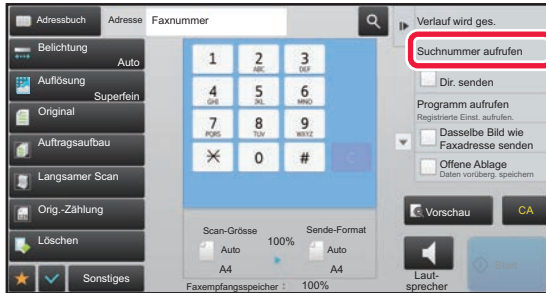 Adressbuch
Adresse
Faxnummer
Verlauf wird ges.
Belichtung
Auto
Suchnummer aufrufen
Auflösung
Superfein
Dir. senden
Original
Programm aufrufen
Registrierte Einst. aufrufen.
Auftragsaufbau
Dasselbe Bild wie
Faxadresse senden
Langsamer Scan
Offene Ablage
Daten vorüberg. speichern
Orig.-Zählung
Löschen
Sonstiges
1
2
ABC
3
DEF
4
GHI
5
JKL
6
MNO
7
PQRS
8
TUV
9
WXYZ
0
#
C
Scan-Grösse
Sende-Format
Auto
100%
Auto
A4
A4
Faxempfangsspeicher : 100%
Vorschau
CA
Laut-
sprecher
Start